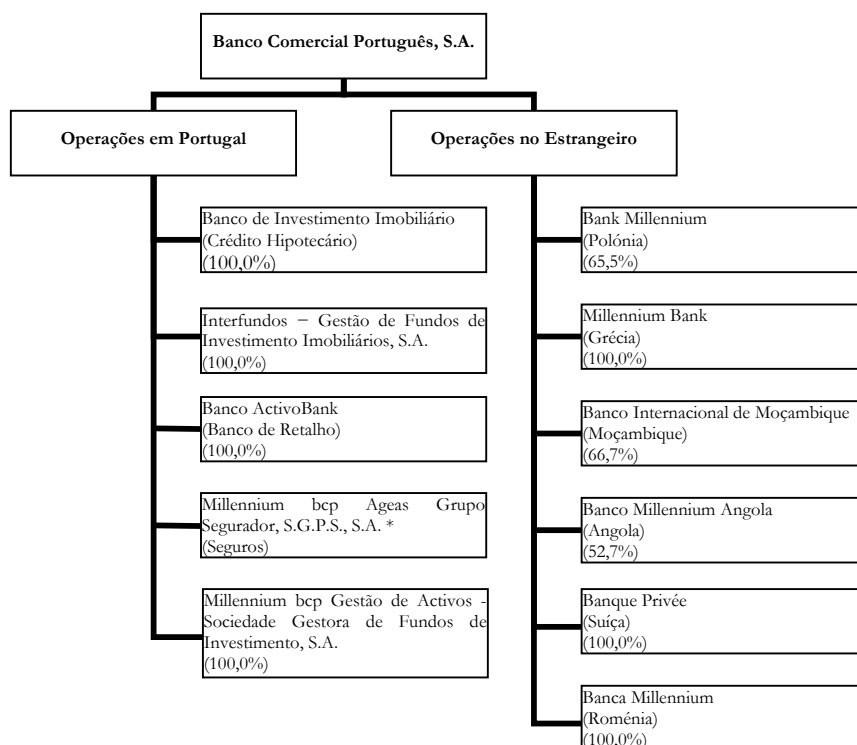 Banco Comercial Português, S.A.
Operações em Portugal
Operações no Estrangeiro
Banco de Investimento Imobiliário
(Crédito Hipotecário)
(100,0%)
Interfundos − Gestão de Fundos de
Investimento Imobiliários, S.A.
(100,0%)
Banco ActivoBank
(Banco de Retalho)
(100,0%)
Millennium bcp Ageas Grupo
Segurador, S.G.P.S., S.A. *
(Seguros)
Millennium bcp Gestão de Activos -
Sociedade Gestora de Fundos de
Investimento, S.A.
(100,0%)
Bank Millennium
(Polónia)
(65,5%)
Millennium Bank
(Grécia)
(100,0%)
Banco Internacional de Moçambique
(Moçambique)
(66,7%)
Banco Millennium Angola
(Angola)
(52,7%)
Banque Privée
(Suíça)
(100,0%)
Banca Millennium
(Roménia)
(100,0%)